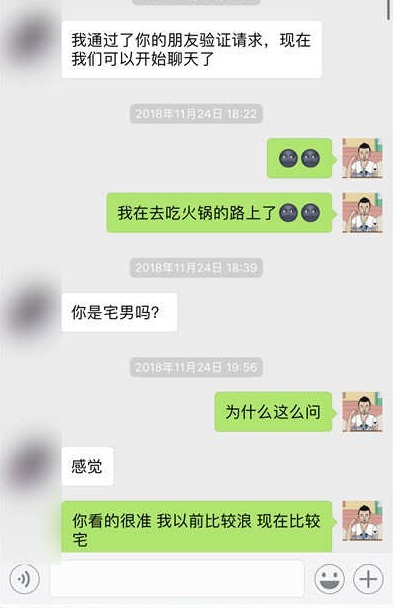 我通过了你的朋友验证请求，现在
我们可以开始聊天了
2018年11月24日 18:22
我在去吃火锅的路上了
2018年11月24日 18:39
你是宅男吗？
2018年11月24日 19:56
为什么这么问
感觉
你看的很准 我以前比较浪 现在比较
宅